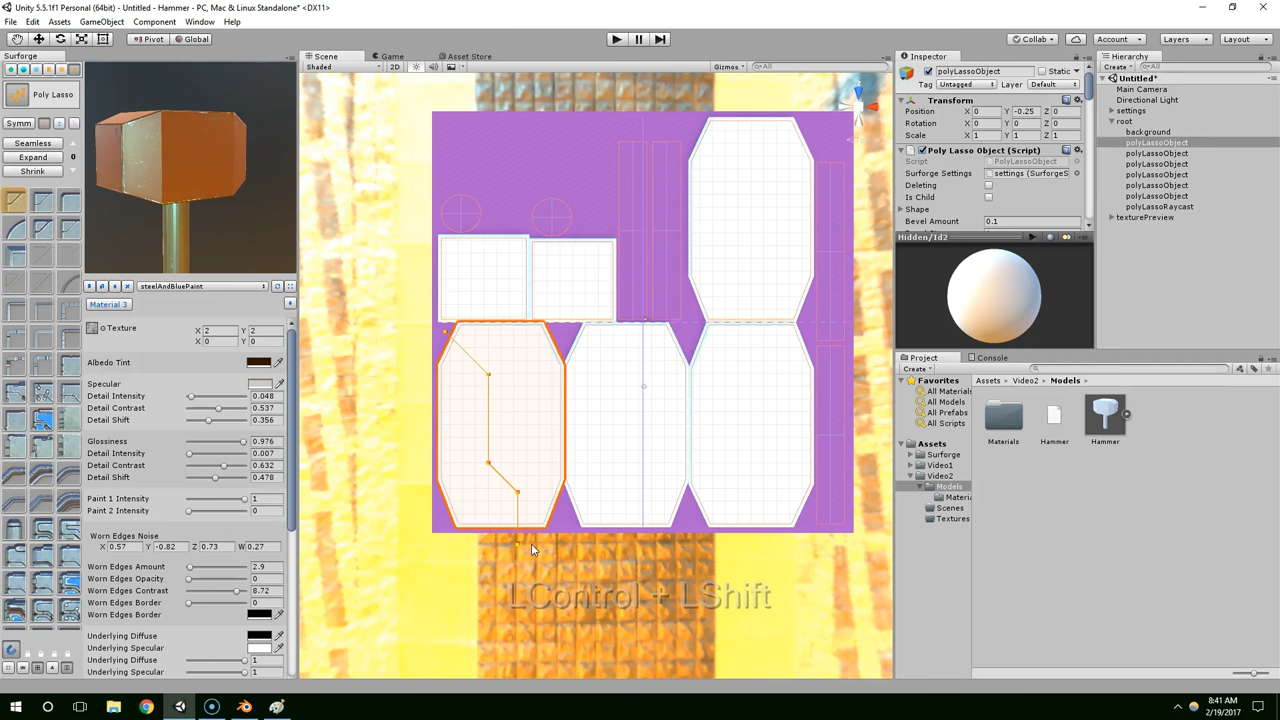 Unity 5.5.1f1 Personal (64bit) - Untitled - Hammer - PC, Mac & Linux Standalone* <DX11>
File Edit Assets GameObject Component Window Help
Pivot Global Collab Account Layers Layout
Surforge Scene Game Asset Store Inspector Hierarchy
Shaded 2D Gizmos All Create All
Poly Lasso
Symm
Seamless
Expand 0
Shrink
steelAndBluePaint
Material 3
Texture X 2 Y 2
X 0 Y 0
Albedo Tint
Specular
Detail Intensity 0.048
Detail Contrast 0.537
Detail Shift 0.356
Glossiness 0.976
Detail Intensity 0.007
Detail Contrast 0.632
Detail Shift 0.478
Paint 1 Intensity 1
Paint 2 Intensity 0
Worn Edges Noise
X 0.57 Y -0.82 Z 0.73 W 0.27
Worn Edges Amount 2.9
Worn Edges Opacity 0
Worn Edges Contrast 8.72
Worn Edges Border 0
Worn Edges Border
Underlying Diffuse
Underlying Specular
Underlying Diffuse 1
Underlying Specular 1
LControl + LShift
polyLassoObject Static
Tag Untagged Layer Default
Transform
Position X 0 Y -0.25 Z 0
Rotation X 0 Y 0 Z 0
Scale X 1 Y 1 Z 1
Poly Lasso Object (Script)
Script PolyLassoObject
Surforge Settings settings (SurforgeS
Deleting
Is Child
Shape
Bevel Amount 0.1
Hidden/Id2
Untitled*
Main Camera
Directional Light
settings
root
background
polyLassoObject
polyLassoObject
polyLassoObject
polyLassoObject
polyLassoObject
polyLassoObject
polyLassoRaycast
texturePreview
Project Console
Create
Favorites
All Materials
All Models
All Prefabs
All Scripts
Assets
Surforge
Video1
Video2
Models
Materia
Scenes
Textures
Assets Video2 Models
Materials Hammer Hammer
8:41 AM
2/19/2017